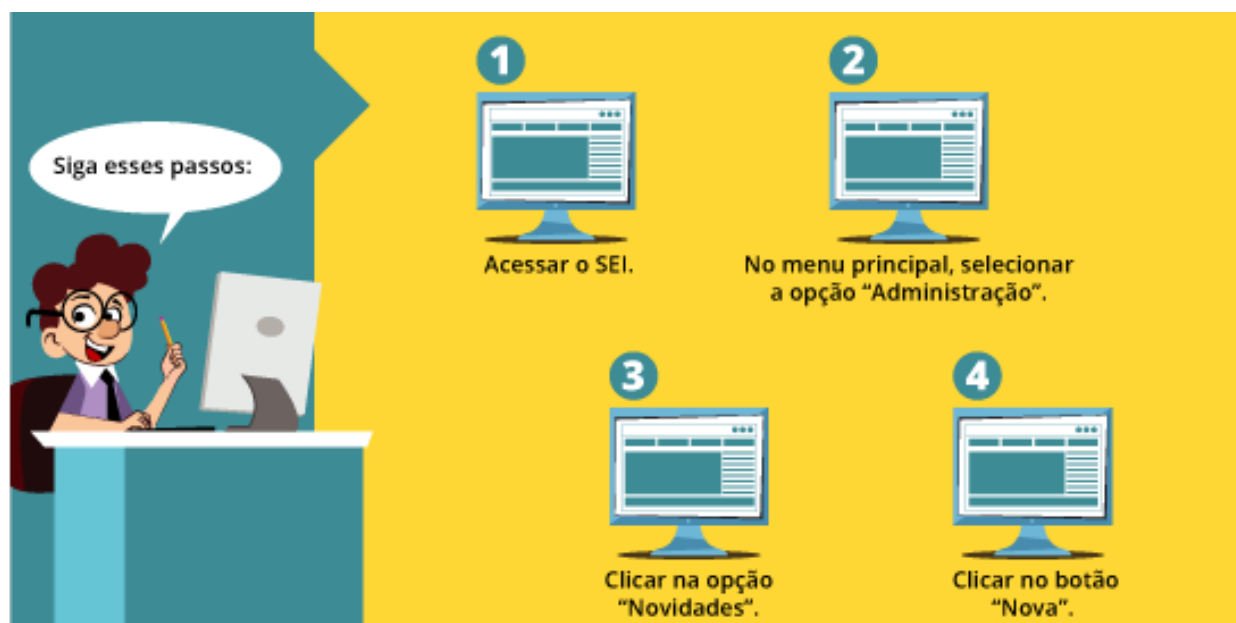 Siga esses passos:
1
Acessar o SEI.
2
No menu principal, selecionar
a opção “Administração”.
3
Clicar na opção
“Novidades”.
4
Clicar no botão
“Nova”.